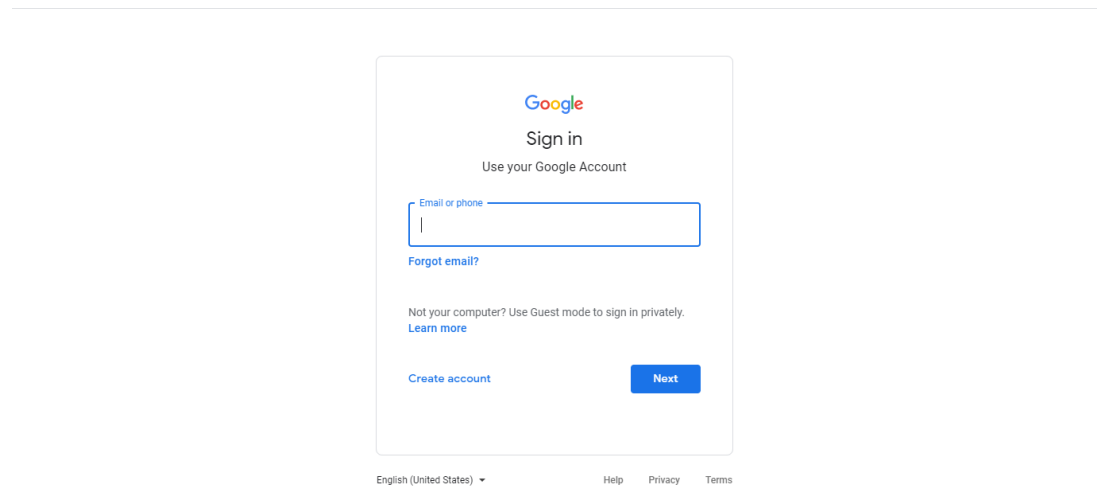 Google
Sign in
Use your Google Account
Email or phone
Forgot email?
Not your computer? Use Guest mode to sign in privately.
Learn more
Create account
Next
English (United States)
Help Privacy Terms